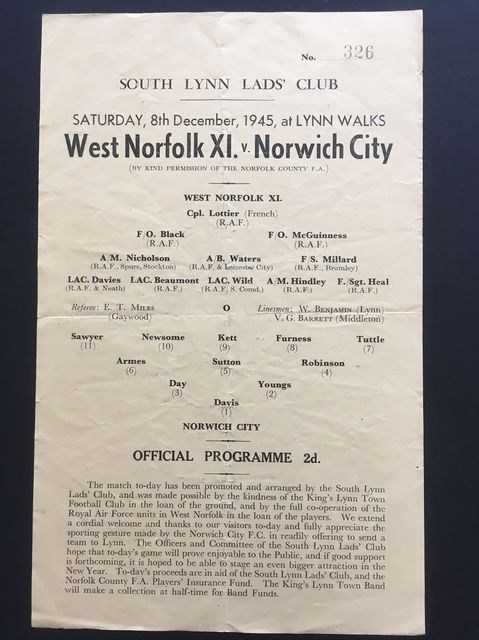 No. 326
SOUTH LYNN LADS' CLUB
SATURDAY, 8th December, 1945, at LYNN WALKS
West Norfolk XI. v. Norwich City
(BY KIND PERMISSION OF THE NORFOLK COUNTY F.A.)
WEST NORFOLK XI.
Cpl. Lottier (French)
(R.A.F.)
F/O. Black F/O. McGuinness
(R.A.F.) (R.A.F.)
A/M. Nicholson A/B. Waters F/S. Millard
(R.A.F., Spurs, Stockton) (R.A.F. & Leicester City) (R.A.F., Bromley)
LAC. Davies LAC. Beaumont LAC. Wild A/M. Hindley F./Sgt. Heal
(R.A.F. & Neath) (R.A.F.) (R.A.F, S. Comd.) (R.A.F.) (R.A.F.)
Referee: E. T. MILES O Linesmen: W. BENJAMIN (Lynn)
(Gaywood) V. G. BARRETT (Middleton)
Sawyer Newsome Kett Furness Tuttle
(11) (10) (9) (8) (7)
Armes Sutton Robinson
(6) (5) (4)
Day Youngs
(3) (2)
Davis
(1)
NORWICH CITY
OFFICIAL PROGRAMME 2d.
The match to-day has been promoted and arranged by the South Lynn
Lads' Club, and was made possible by the kindness of the King's Lynn Town
Football Club in the loan of the ground, and by the full co-operation of the
Royal Air Force units in West Norfolk in the loan of the players. We extend
a cordial welcome and thanks to our visitors to-day and fully appreciate the
sporting gesture made by the Norwich City F.C. in readily offering to send a
team to Lynn. The Officers and Committee of the South Lynn Lads' Club
hope that to-day's game will prove enjoyable to the Public, and if good support
is forthcoming, it is hoped to be able to stage an even bigger attraction in the
New Year. To-day's proceeds are in aid of the South Lynn Lads' Club, and the
Norfolk County F.A. Players' Insurance Fund. The King's Lynn Town Band
will make a collection at half-time for Band Funds.